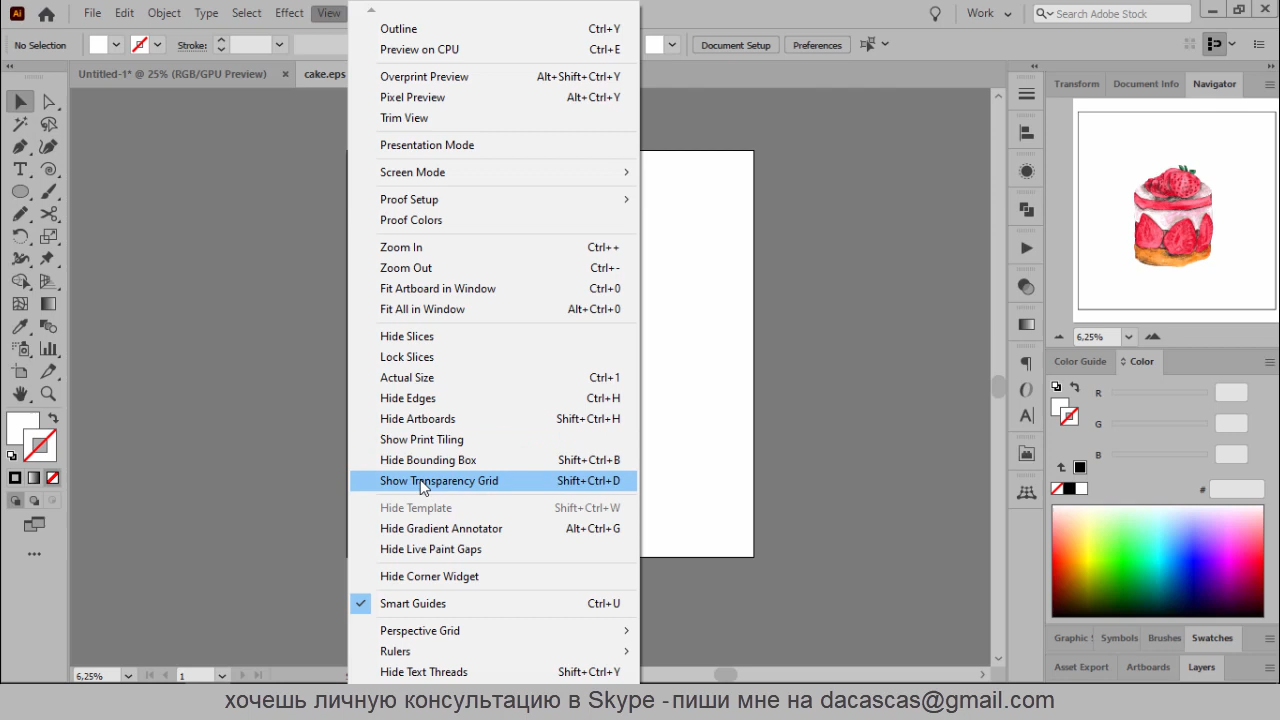 File Edit Object Type Select Effect View Work Search Adobe Stock
No Selection Stroke: Document Setup Preferences
Untitled-1* @ 25% (RGB/GPU Preview) × cake.eps
Outline Ctrl+Y
Preview on CPU Ctrl+E
Overprint Preview Alt+Shift+Ctrl+Y
Pixel Preview Alt+Ctrl+Y
Trim View
Presentation Mode
Screen Mode
Proof Setup
Proof Colors
Zoom In Ctrl++
Zoom Out Ctrl+-
Fit Artboard in Window Ctrl+0
Fit All in Window Alt+Ctrl+0
Hide Slices
Lock Slices
Actual Size Ctrl+1
Hide Edges Ctrl+H
Hide Artboards Shift+Ctrl+H
Show Print Tiling
Hide Bounding Box Shift+Ctrl+B
Show Transparency Grid Shift+Ctrl+D
Hide Template Shift+Ctrl+W
Hide Gradient Annotator Alt+Ctrl+G
Hide Live Paint Gaps
Hide Corner Widget
Smart Guides Ctrl+U
Perspective Grid
Rulers
Hide Text Threads Shift+Ctrl+Y
Transform Document Info Navigator
6,25%
Color Guide Color
R
G
B
#
Symbols Brushes Swatches
Asset Export Artboards Layers
6,25% 1
хочешь личную консультацию в Skype -пиши мне на dacascas@gmail.com